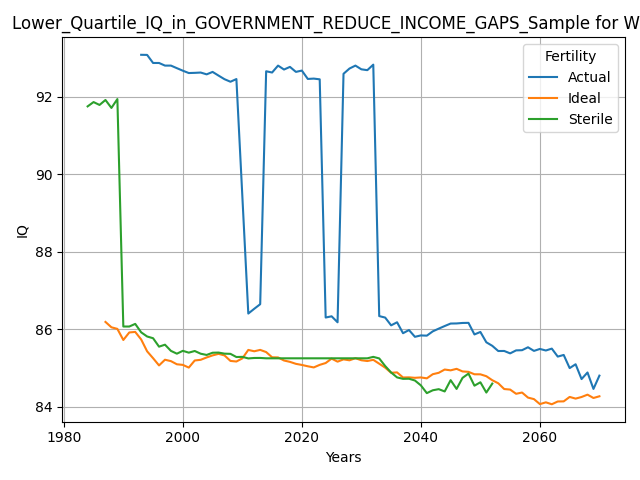 Lower_Quartile_IQ_in_GOVERNMENT_REDUCE_INCOME_GAPS_Sample for W
Fertility
Actual
Ideal
Sterile
92
90
88
86
84
IQ
1980
2000
2020
2040
2060
Years